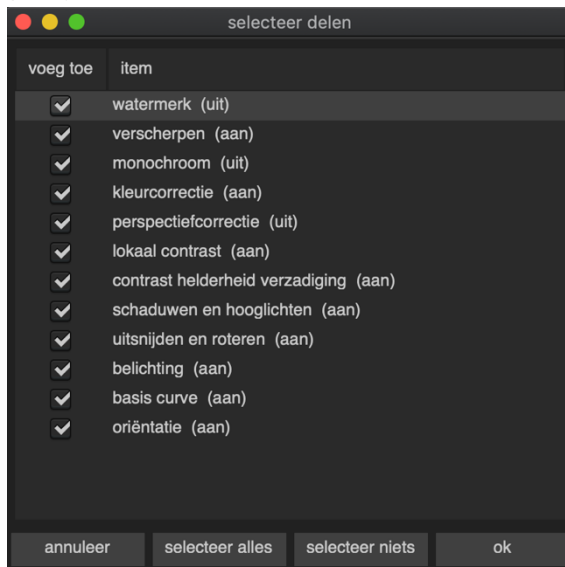 selecteer delen
voeg toe item
watermerk (uit)
verscherpen (aan)
monochroom (uit)
kleurcorrectie (aan)
perspectiefcorrectie (uit)
lokaal contrast (aan)
contrast helderheid verzadiging (aan)
schaduwen en hooglichten (aan)
uitsnijden en roteren (aan)
belichting (aan)
basis curve (aan)
oriëntatie (aan)
annuleer selecteer alles selecteer niets ok